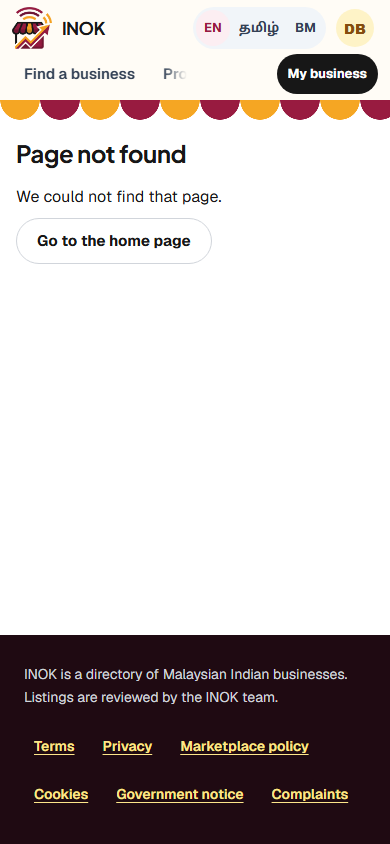 INOK
EN தமிழ் BM
DB
Find a business
My business
Page not found
We could not find that page.
Go to the home page
INOK is a directory of Malaysian Indian businesses.
Listings are reviewed by the INOK team.
Terms Privacy Marketplace policy
Cookies Government notice Complaints